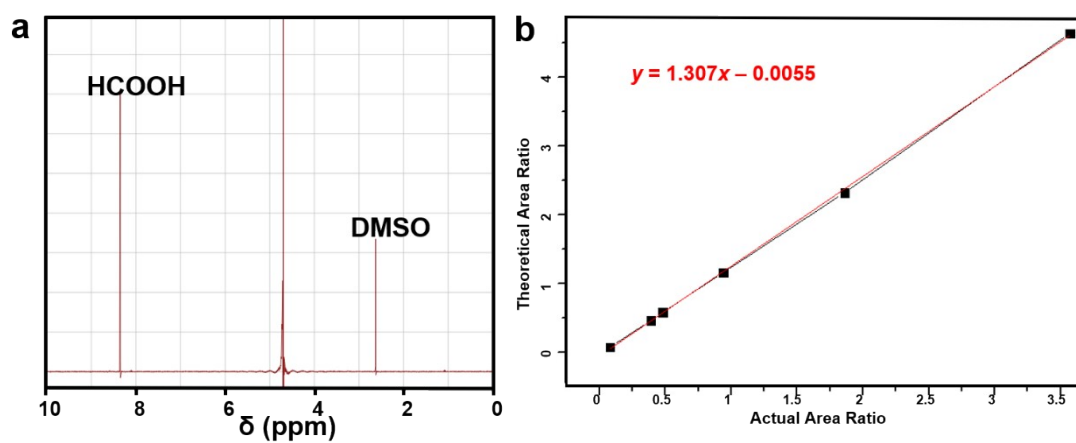 a
HCOOH
DMSO
10 8 6 4 2 0
δ (ppm)
b
y = 1.307x – 0.0055
Theoretical Area Ratio
4
3
2
1
0
0 0.5 1 1.5 2 2.5 3 3.5
Actual Area Ratio